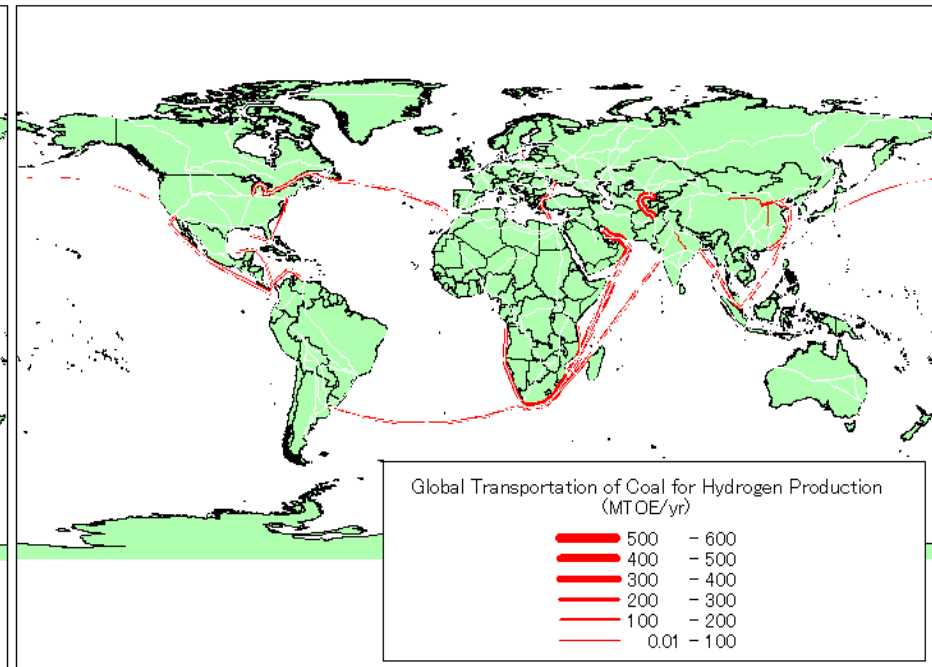 Global Transportation of Coal for Hydrogen Production
(MTOE/yr)
500 - 600
400 - 500
300 - 400
200 - 300
100 - 200
0.01 - 100